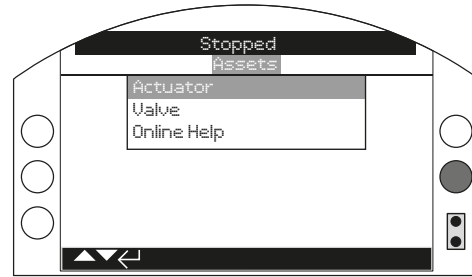 Stopped
Assets
Actuator
Valve
Online Help